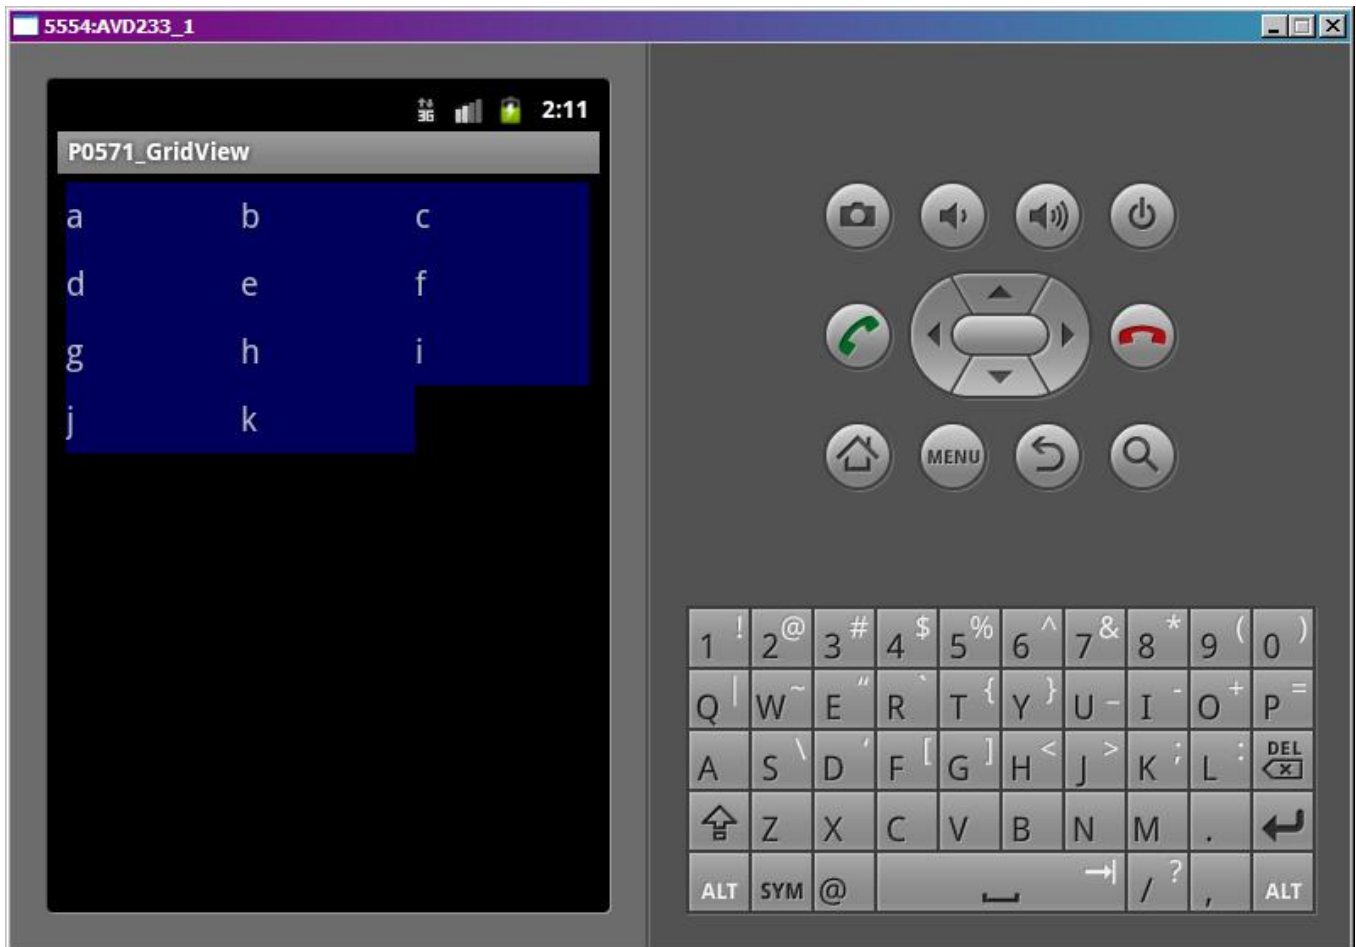 5554:AVD233_1
3G 2:11
P0571_GridView
a b c
d e f
g h i
j k
MENU
1 ! 2 @ 3 # 4 $ 5 % 6 ^ 7 & 8 * 9 ( 0 )
Q | W ~ E “ R ` T { Y } U _ I - O + P =
A S \ D ‘ F [ G ] H < J > K ; L : DEL
Z X C V B N M .
ALT SYM @ / ? , ALT